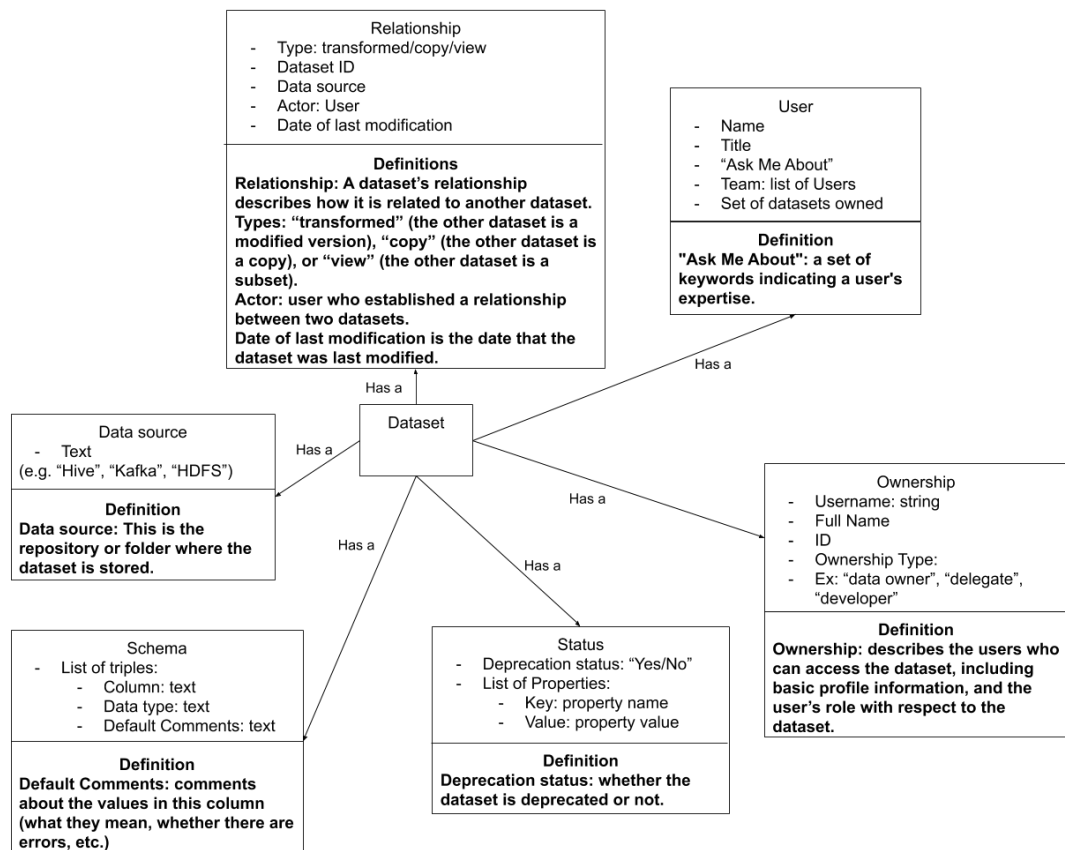 Relationship
- Type: transformed/copy/view
- Dataset ID
- Data source
- Actor: User
- Date of last modification
Definitions
Relationship: A dataset's relationship
describes how it is related to another dataset.
Types: “transformed” (the other dataset is a
modified version), “copy” (the other dataset is
a copy), or “view” (the other dataset is a
subset).
Actor: user who established a relationship
between two datasets.
Date of last modification is the date that the
dataset was last modified.
User
- Name
- Title
- “Ask Me About”
- Team: list of Users
- Set of datasets owned
Definition
"Ask Me About": a set of
keywords indicating a user's
expertise.
Has a
Has a
Dataset
Data source
- Text
(e.g. “Hive”, “Kafka”, “HDFS”)
Definition
Data source: This is the
repository or folder where the
dataset is stored.
Has a
Has a
Has a
Has a
Ownership
- Username: string
- Full Name
- ID
- Ownership Type:
- Ex: “data owner”, “delegate”,
“developer”
Definition
Ownership: describes the users who
can access the dataset, including
basic profile information, and the
user's role with respect to the
dataset.
Schema
- List of triples:
- Column: text
- Data type: text
- Default Comments: text
Definition
Default Comments: comments
about the values in this column
(what they mean, whether there are
errors, etc.)
Status
- Deprecation status: “Yes/No”
- List of Properties:
- Key: property name
- Value: property value
Definition
Deprecation status: whether the
dataset is deprecated or not.